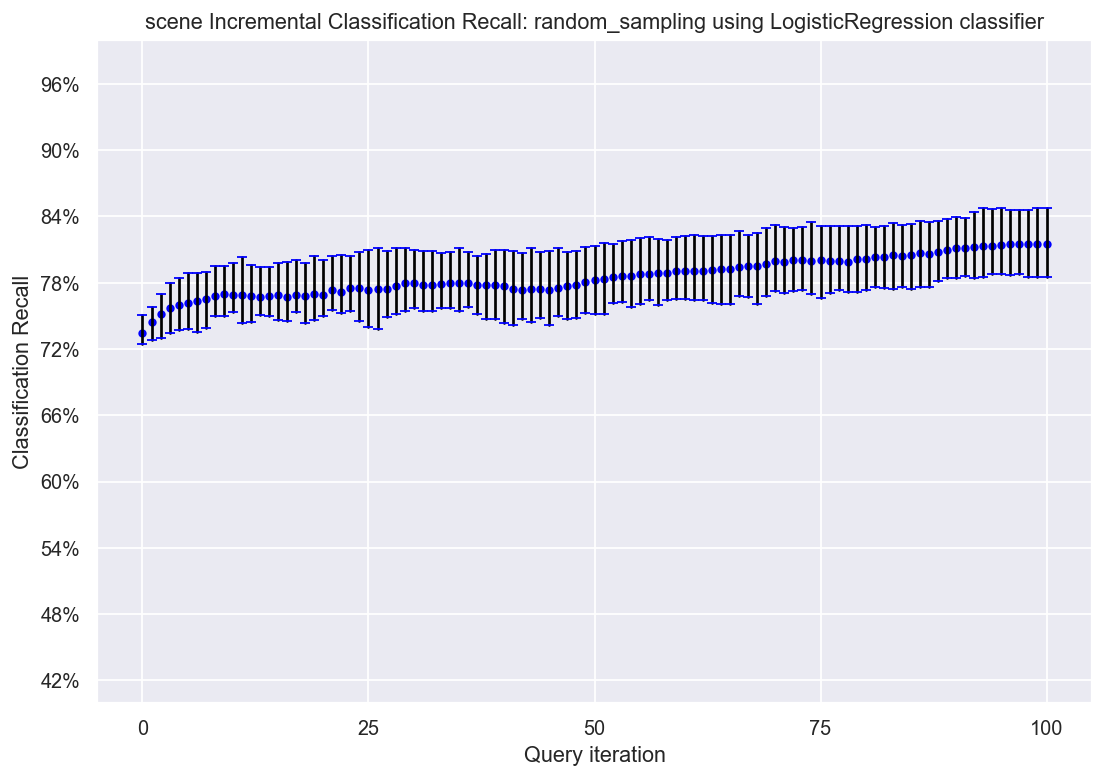 scene Incremental Classification Recall: random_sampling using LogisticRegression classifier
96%
90%
84%
78%
72%
66%
60%
54%
48%
42%
Classification Recall
0 25 50 75 100
Query iteration